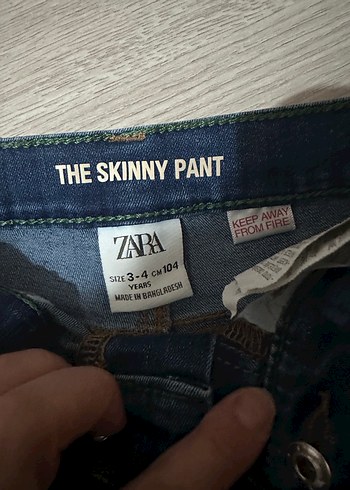 THE SKINNY PANT
ZARA
SIZE 3-4 CM 104
YEARS
MADE IN BANGLADESH
KEEP AWAY
FROM FIRE